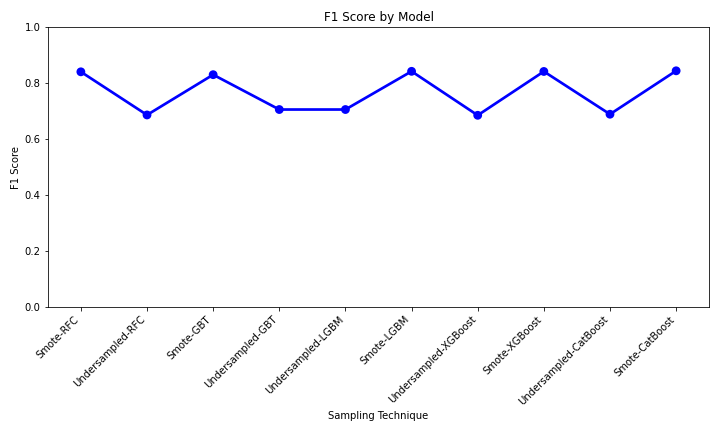 F1 Score by Model
1.0
0.8
0.6
0.4
0.2
0.0
F1 Score
Smote-RFC
Undersampled-RFC
Smote-GBT
Undersampled-GBT
Undersampled-LGBM
Smote-LGBM
Undersampled-XGBoost
Smote-XGBoost
Undersampled-CatBoost
Smote-CatBoost
Sampling Technique